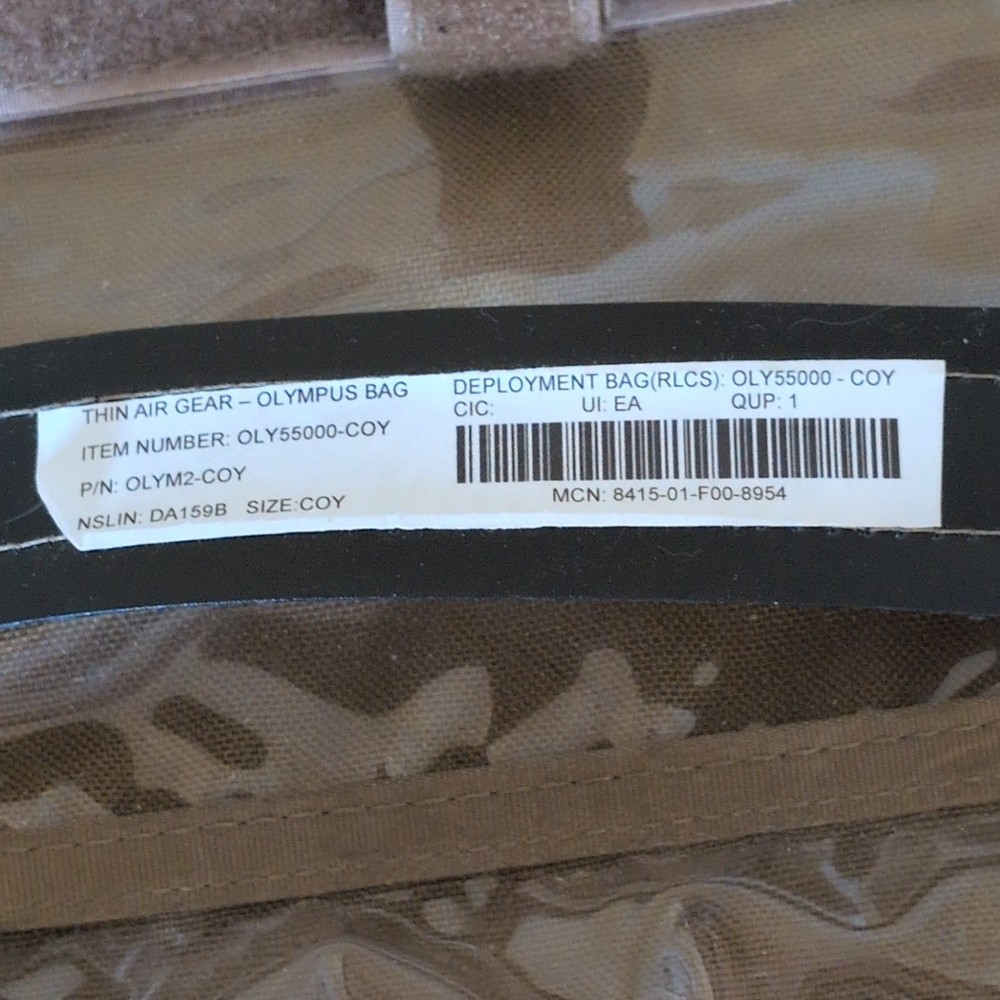 THIN AIR GEAR – OLYMPUS BAG
ITEM NUMBER: OLY55000-COY
P/N: OLYM2-COY
NSLIN: DA159B SIZE:COY
DEPLOYMENT BAG(RLCS): OLY55000 - COY
CIC: UI: EA QUP: 1
MCN: 8415-01-F00-8954